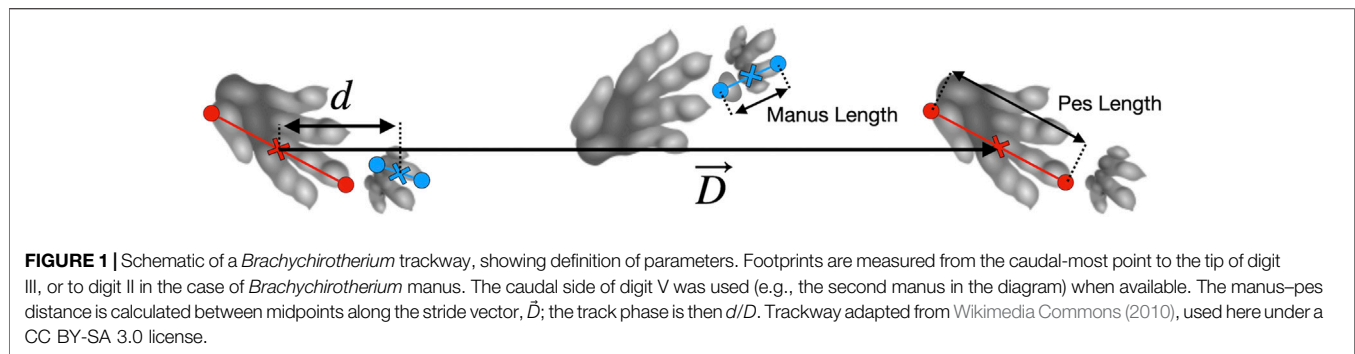 d
Manus Length
Pes Length
D⃗
FIGURE 1 | Schematic of a Brachychirotherium trackway, showing definition of parameters. Footprints are measured from the caudal-most point to the tip of digit
III, or to digit II in the case of Brachychirotherium manus. The caudal side of digit V was used (e.g., the second manus in the diagram) when available. The manus–pes
distance is calculated between midpoints along the stride vector, D⃗; the track phase is then d/D. Trackway adapted from Wikimedia Commons (2010), used here under a
CC BY-SA 3.0 license.